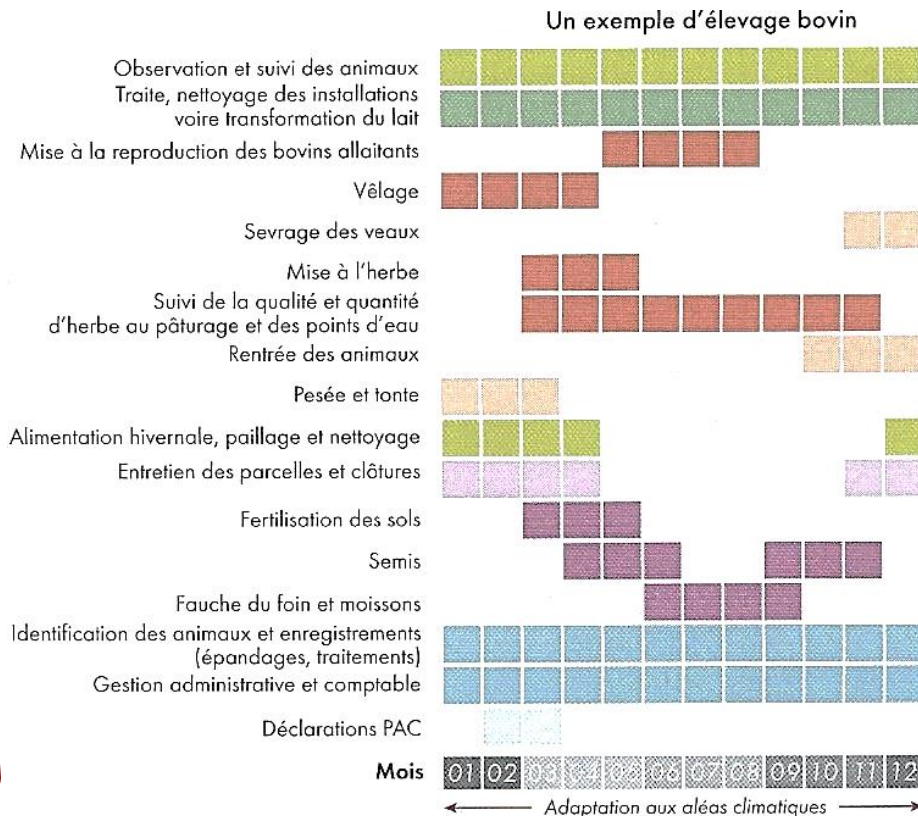 Un exemple d'élevage bovin
Observation et suivi des animaux
Traite, nettoyage des installations
voire transformation du lait
Mise à la reproduction des bovins allaitants
Vêlage
Sevrage des veaux
Mise à l'herbe
Suivi de la qualité et quantité
d'herbe au pâturage et des points d'eau
Rentrée des animaux
Pesée et tonte
Alimentation hivernale, paillage et nettoyage
Entretien des parcelles et clôtures
Fertilisation des sols
Semis
Fauche du foin et moissons
Identification des animaux et enregistrements
(épandages, traitements)
Gestion administrative et comptable
Déclarations PAC
Mois 01 02 03 04 05 06 07 08 09 10 11 12
Adaptation aux aléas climatiques